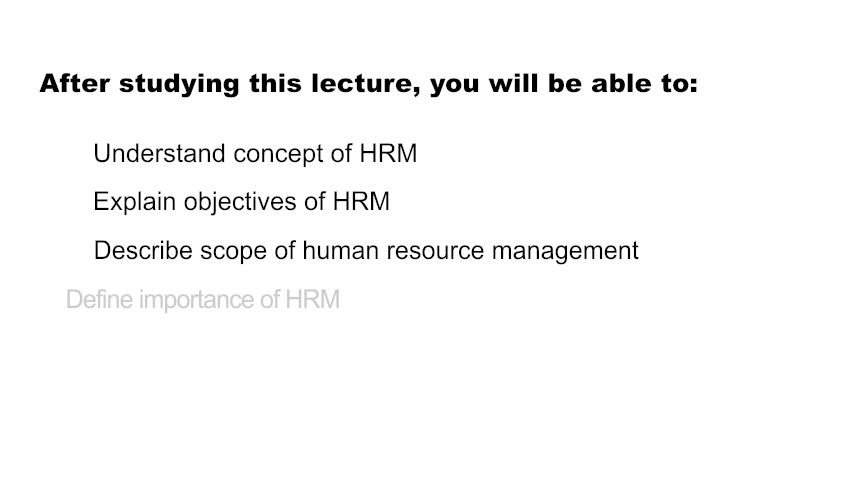 After studying this lecture, you will be able to:
Understand concept of HRM
Explain objectives of HRM
Describe scope of human resource management
Define importance of HRM